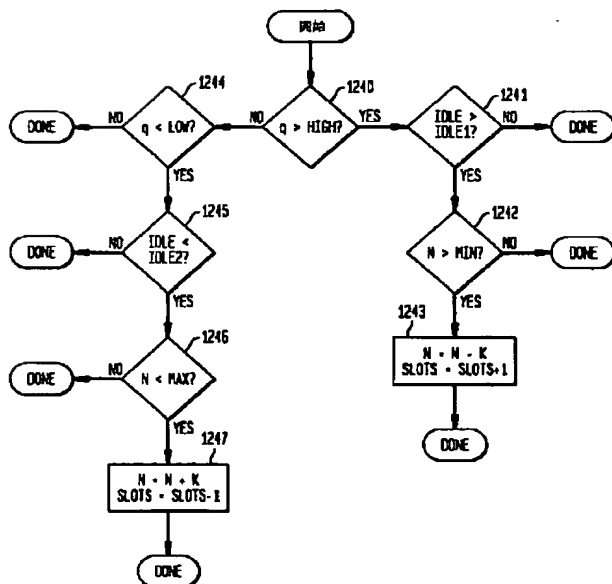 開始
1244
1240
1241
q < LOW?
NO
DONE
q > HIGH?
NO
YES
IDLE >
IDLE1?
NO
DONE
YES
YES
1245
1242
IDLE <
IDLE2?
NO
DONE
N > MIN?
NO
DONE
YES
YES
1246
1243
N < MAX?
NO
DONE
N = N - K
SLOTS = SLOTS+1
YES
1247
DONE
N = N + K
SLOTS = SLOTS-1
DONE